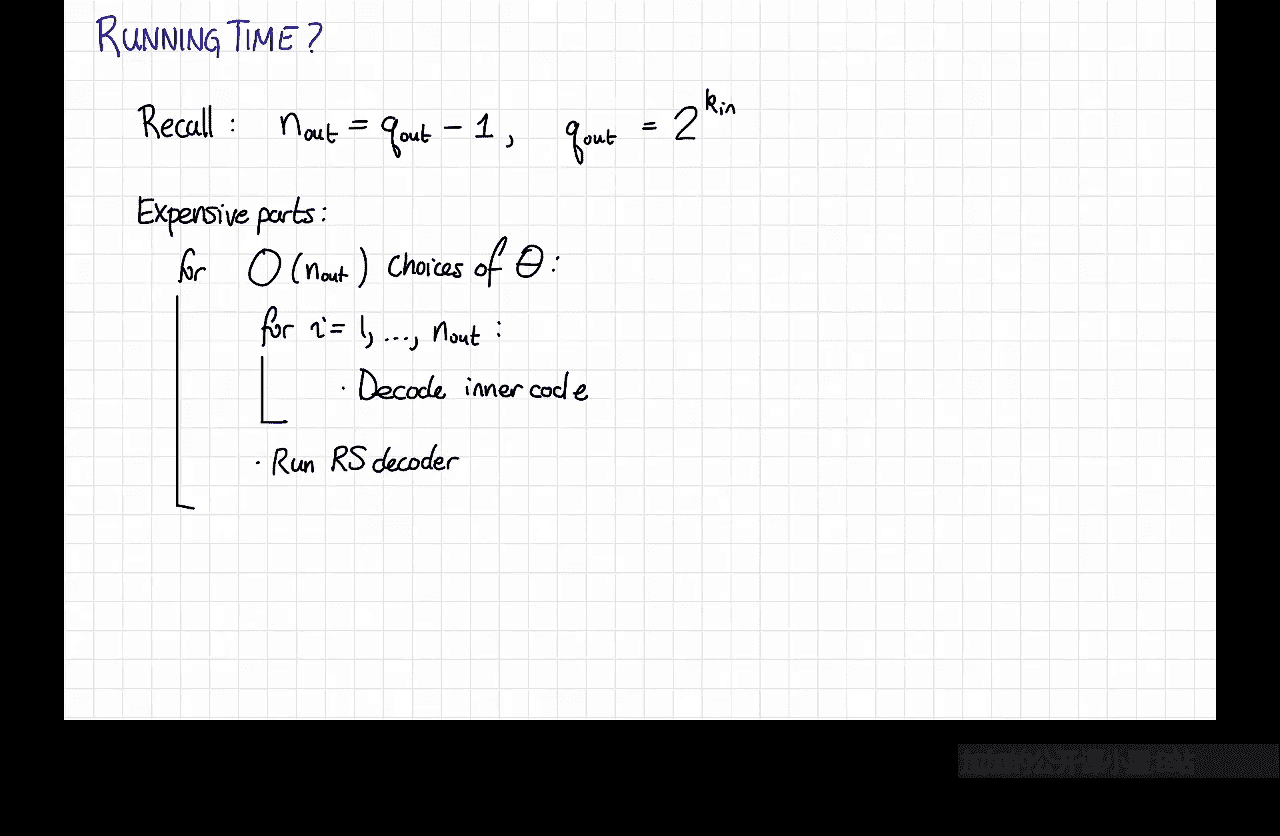 RUNNING TIME?
Recall: n_out = q_out − 1, q_out = 2^k_in
Expensive parts:
for O(n_out) choices of θ:
for i = 1, ..., n_out:
· Decode inner code
· Run RS decoder